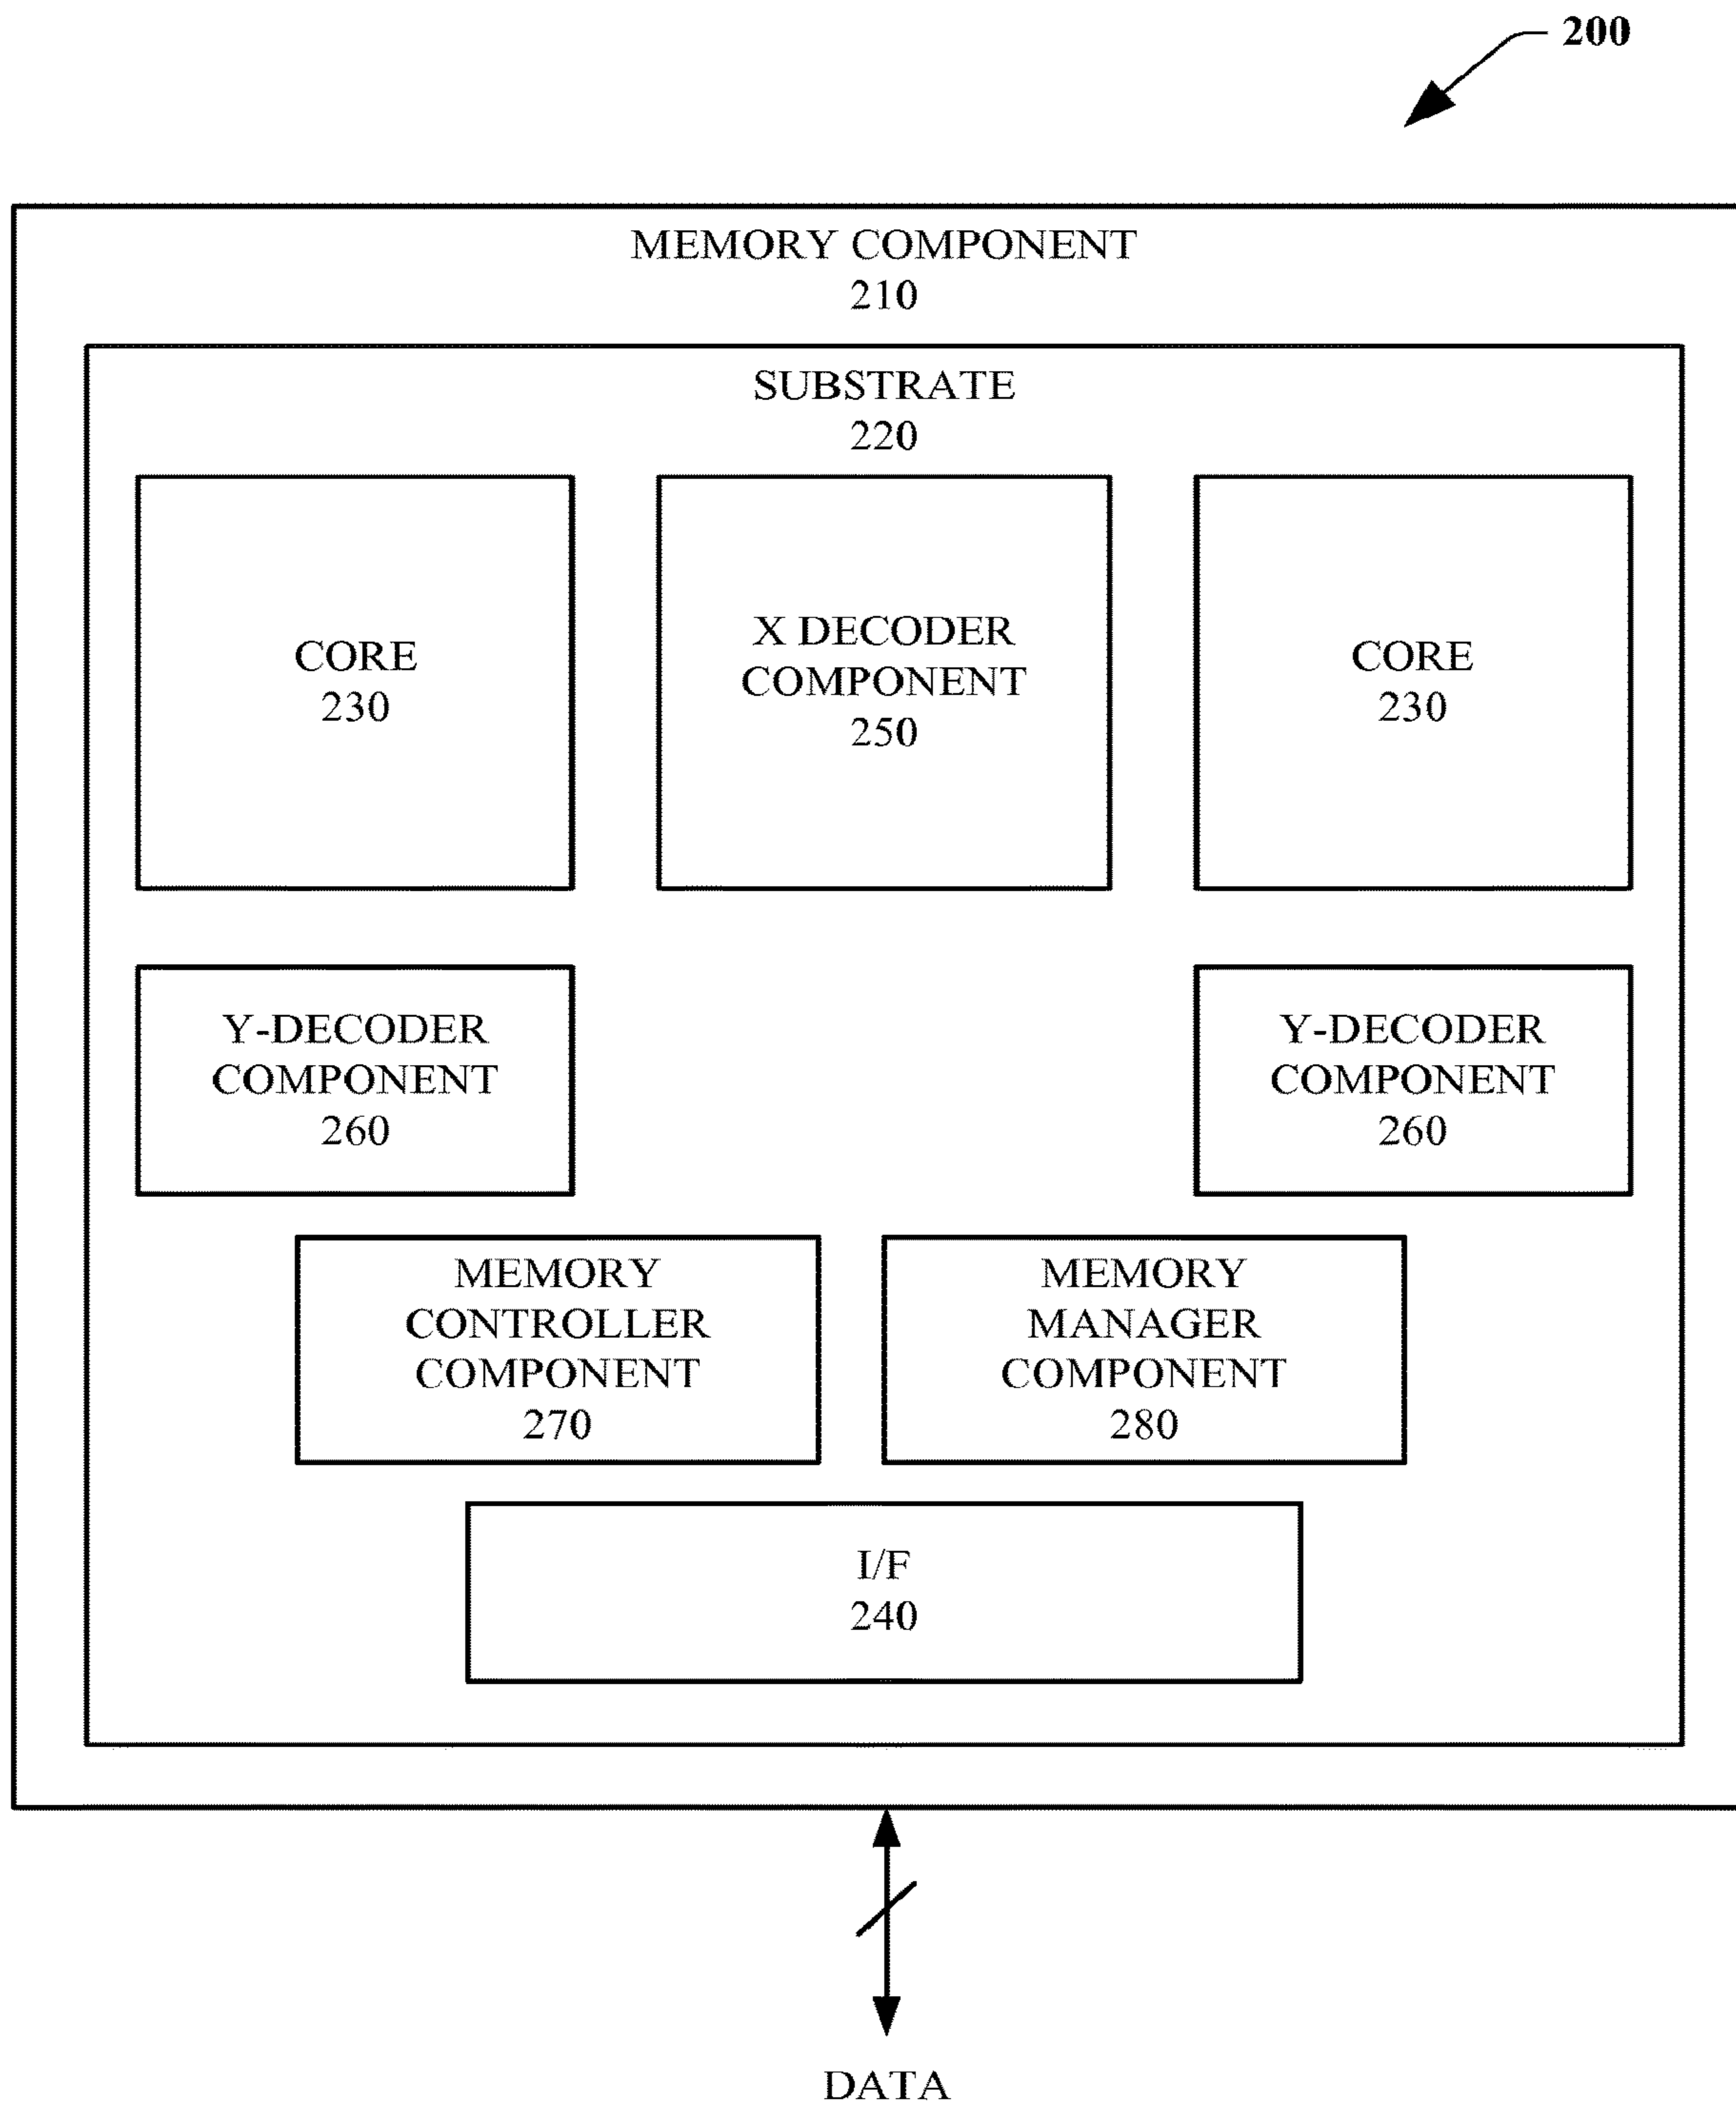 200
MEMORY COMPONENT
210
SUBSTRATE
220
CORE
230
X DECODER
COMPONENT
250
CORE
230
Y-DECODER
COMPONENT
260
Y-DECODER
COMPONENT
260
MEMORY
CONTROLLER
COMPONENT
270
MEMORY
MANAGER
COMPONENT
280
I/F
240
DATA